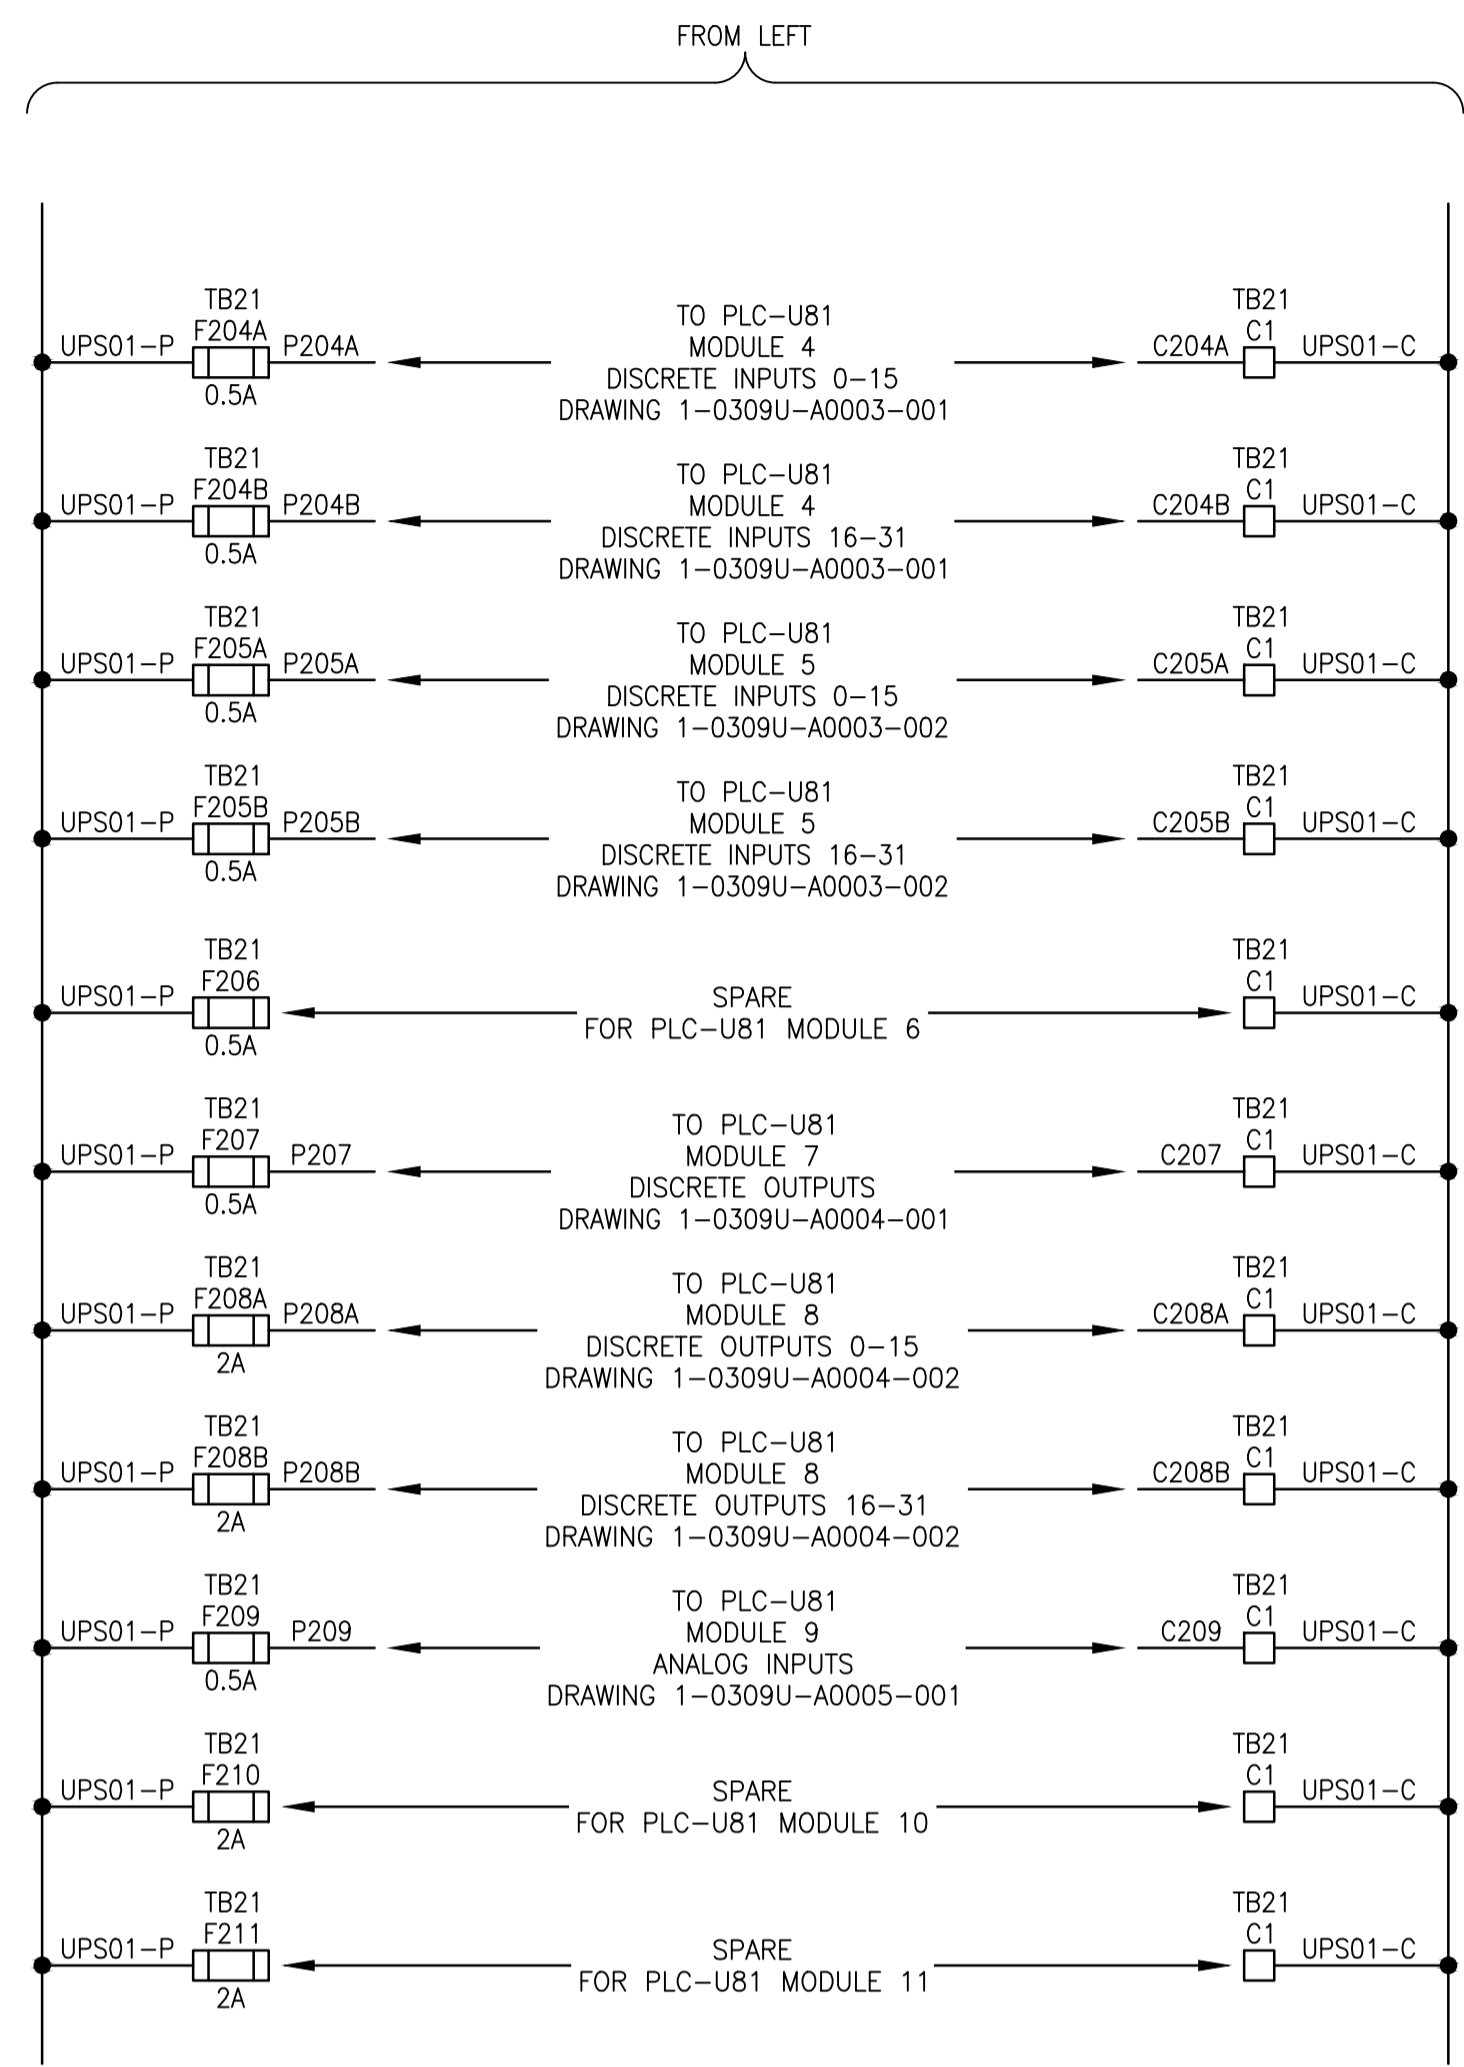 FROM LEFT
TB21
F204A
UPS01-P
P204A
0.5A
TO PLC-U81
MODULE 4
DISCRETE INPUTS 0-15
DRAWING 1-0309U-A0003-001
TB21
C204A
C1
UPS01-C
TB21
F204B
UPS01-P
P204B
0.5A
TO PLC-U81
MODULE 4
DISCRETE INPUTS 16-31
DRAWING 1-0309U-A0003-001
TB21
C204B
C1
UPS01-C
TB21
F205A
UPS01-P
P205A
0.5A
TO PLC-U81
MODULE 5
DISCRETE INPUTS 0-15
DRAWING 1-0309U-A0003-002
TB21
C205A
C1
UPS01-C
TB21
F205B
UPS01-P
P205B
0.5A
TO PLC-U81
MODULE 5
DISCRETE INPUTS 16-31
DRAWING 1-0309U-A0003-002
TB21
C205B
C1
UPS01-C
TB21
F206
UPS01-P
0.5A
SPARE
FOR PLC-U81 MODULE 6
TB21
C1
UPS01-C
TB21
F207
UPS01-P
P207
0.5A
TO PLC-U81
MODULE 7
DISCRETE OUTPUTS
DRAWING 1-0309U-A0004-001
TB21
C207
C1
UPS01-C
TB21
F208A
UPS01-P
P208A
2A
TO PLC-U81
MODULE 8
DISCRETE OUTPUTS 0-15
DRAWING 1-0309U-A0004-002
TB21
C208A
C1
UPS01-C
TB21
F208B
UPS01-P
P208B
2A
TO PLC-U81
MODULE 8
DISCRETE OUTPUTS 16-31
DRAWING 1-0309U-A0004-002
TB21
C208B
C1
UPS01-C
TB21
F209
UPS01-P
P209
0.5A
TO PLC-U81
MODULE 9
ANALOG INPUTS
DRAWING 1-0309U-A0005-001
TB21
C209
C1
UPS01-C
TB21
F210
UPS01-P
2A
SPARE
FOR PLC-U81 MODULE 10
TB21
C1
UPS01-C
TB21
F211
UPS01-P
2A
SPARE
FOR PLC-U81 MODULE 11
TB21
C1
UPS01-C